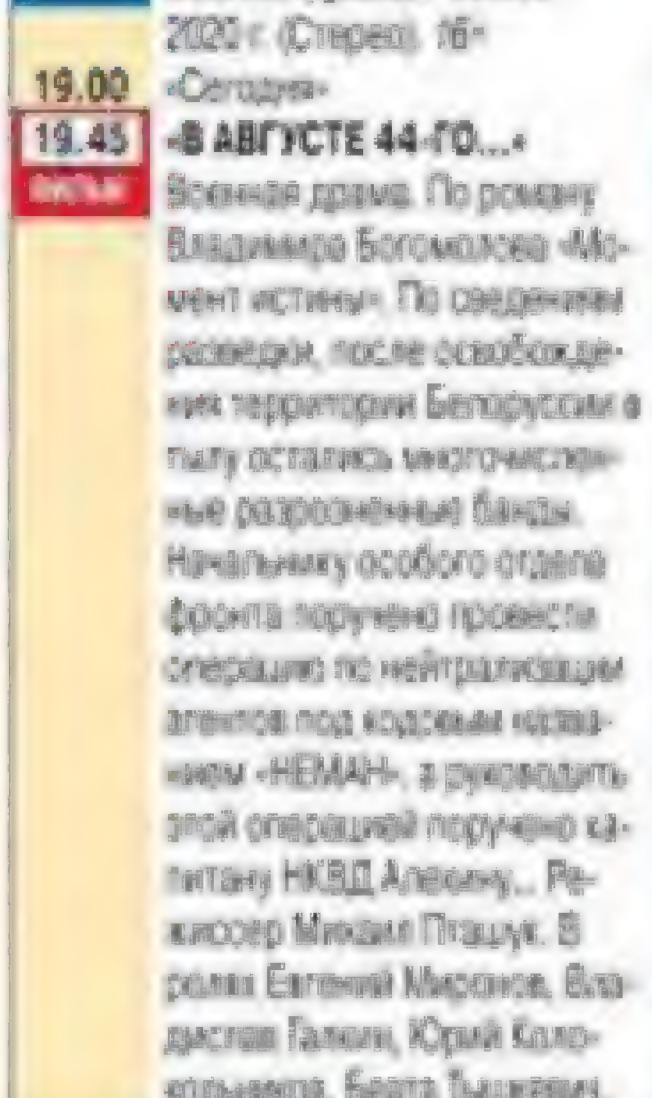 2020 г. (Стерео). 16+
19.00 «Сегодня»
19.45 «В АВГУСТЕ 44-ГО...»
ФИЛЬМ Военная драма. По роману
Владимира Богомолова «Мо-
мент истины». По сведениям
разведки, после освобожде-
ния территории Белоруссии в
тылу остались многочислен-
ные разрозненные банды.
Начальнику особого отдела
фронта поручено провести
операцию по нейтрализации
агентов под кодовым назва-
нием «НЕМАН», а руководить
этой операцией поручено ка-
питану НКВД Алехину... Ре-
жиссер Михаил Пташук. В
ролях Евгений Миронов, Вла-
дислав Галкин, Юрий Коло-
кольников, Беата Тышкевич,